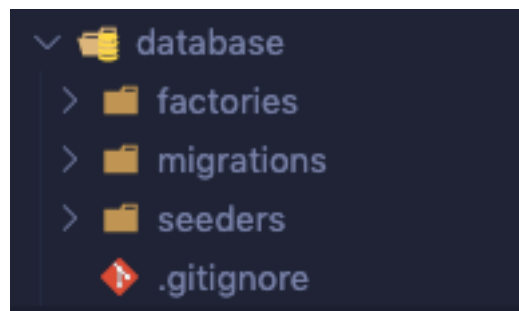 database
factories
migrations
seeders
.gitignore